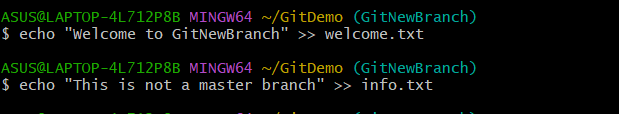 ASUS@LAPTOP-4L712P8B MINGW64 ~/GitDemo (GitNewBranch)
$ echo "Welcome to GitNewBranch" >> welcome.txt
ASUS@LAPTOP-4L712P8B MINGW64 ~/GitDemo (GitNewBranch)
$ echo "This is not a master branch" >> info.txt